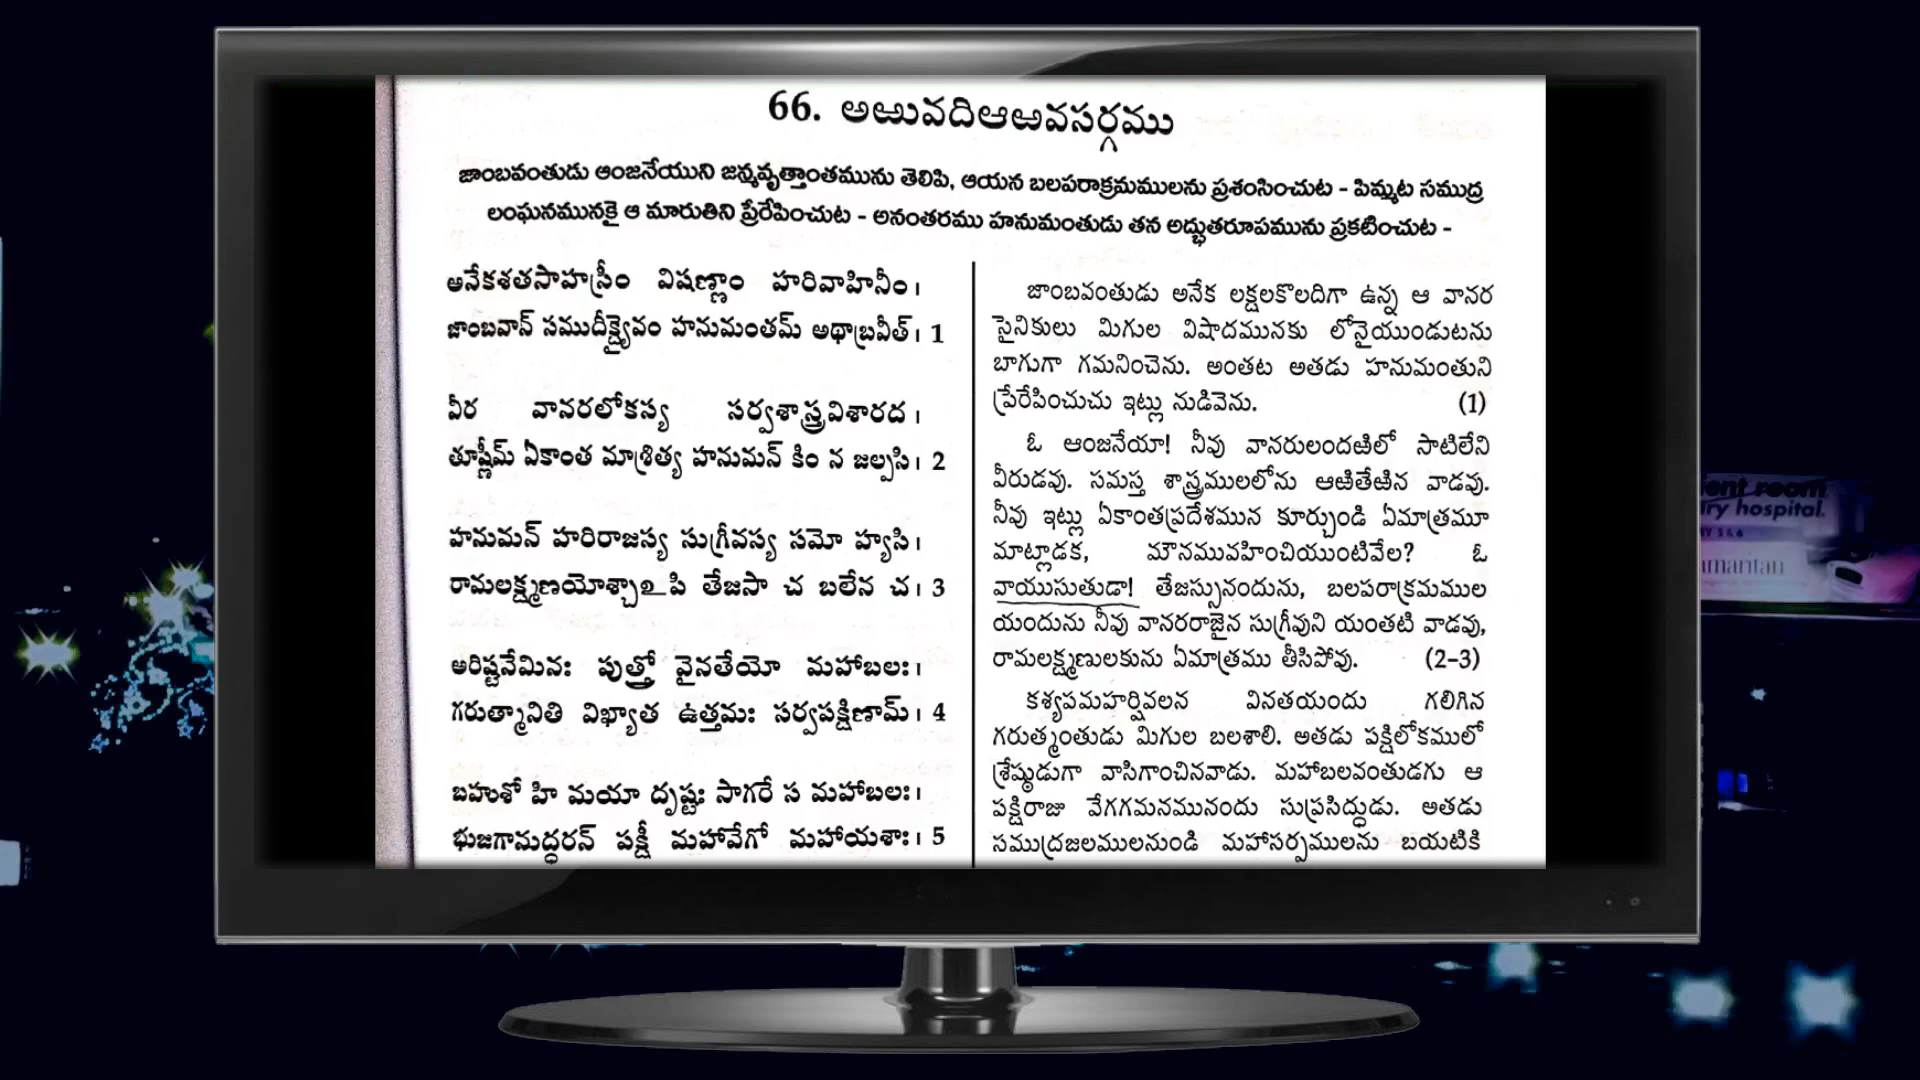 66. అఱువదిఆఱవసర్గము
జాంబవంతుడు ఆంజనేయుని జన్మవృత్తాంతమును తెలిపి, ఆయన బలపరాక్రమములను ప్రశంసించుట - పిమ్మట సముద్ర
లంఘనమునకై ఆ మారుతిని ప్రేరేపించుట - అనంతరము హనుమంతుడు తన అద్భుతరూపమును ప్రకటించుట -
అనేకశతసాహస్రీం విషణ్ణాం హరివాహినీం।
జాంబవాన్ సముదీక్ష్యైవం హనుమంతమ్ అథాబ్రవీత్। 1
వీర వానరలోకస్య సర్వశాస్త్రవిశారద।
తూష్ణీమ్ ఏకాంత మాశ్రిత్య హనుమన్ కిం న జల్పసి। 2
హనుమన్ హరిరాజస్య సుగ్రీవస్య సమో హ్యసి।
రామలక్ష్మణయోశ్చాఽపి తేజసా చ బలేన చ। 3
అరిష్టనేమినః పుత్త్రో వైనతేయో మహాబలః।
గరుత్మానితి విఖ్యాత ఉత్తమః సర్వపక్షిణామ్। 4
బహుశో హి మయా దృష్టః సాగరే స మహాబలః।
భుజగానుద్ధరన్ పక్షీ మహావేగో మహాయశాః। 5
జాంబవంతుడు అనేక లక్షలకొలదిగా ఉన్న ఆ వానర
సైనికులు మిగుల విషాదమునకు లోనైయుండుటను
బాగుగా గమనించెను. అంతట అతడు హనుమంతుని
ప్రేరేపించుచు ఇట్లు నుడివెను. (1)
ఓ ఆంజనేయా! నీవు వానరులందఱిలో సాటిలేని
వీరుడవు. సమస్త శాస్త్రములలోను ఆఱితేఱిన వాడవు.
నీవు ఇట్లు ఏకాంతప్రదేశమున కూర్చుండి ఏమాత్రమూ
మాట్లాడక, మౌనమువహించియుంటివేల? ఓ
వాయుసుతుడా! తేజస్సునందును, బలపరాక్రమముల
యందును నీవు వానరరాజైన సుగ్రీవుని యంతటి వాడవు,
రామలక్ష్మణులకును ఏమాత్రము తీసిపోవు. (2-3)
కశ్యపమహర్షివలన వినతయందు గలిగిన
గరుత్మంతుడు మిగుల బలశాలి. అతడు పక్షిలోకములో
శ్రేష్ఠుడుగా వాసిగాంచినవాడు. మహాబలవంతుడగు ఆ
పక్షిరాజు వేగగమనమునందు సుప్రసిద్ధుడు. అతడు
సముద్రజలములనుండి మహాసర్పములను బయటికి
room
hospital.